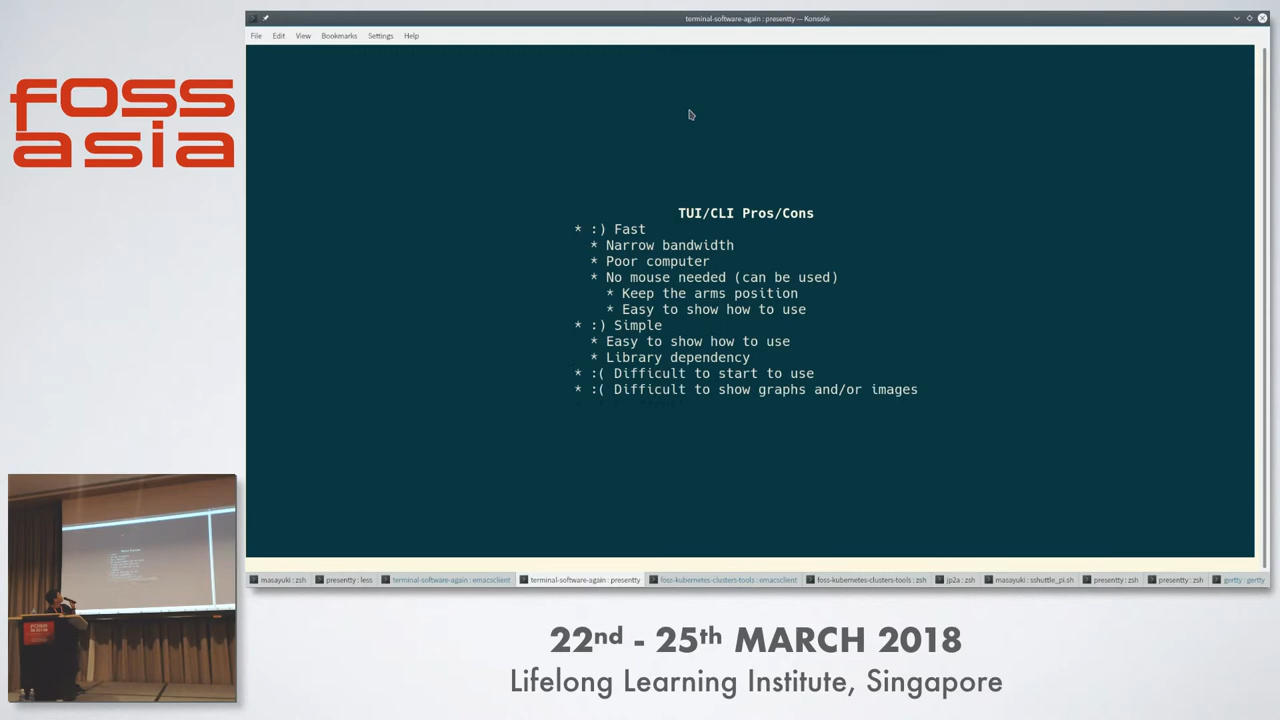 foss
asia
terminal-software-again : presentty — Konsole
File Edit View Bookmarks Settings Help
TUI/CLI Pros/Cons
* :) Fast
* Narrow bandwidth
* Poor computer
* No mouse needed (can be used)
* Keep the arms position
* Easy to show how to use
* :) Simple
* Easy to show how to use
* Library dependency
* :( Difficult to start to use
* :( Difficult to show graphs and/or images
masayuki : zsh presentty : less terminal-software-again : emacsclient terminal-software-again : presentty foss-kubernetes-clusters-tools : emacsclient foss-kubernetes-clusters-tools : zsh jp2a : zsh masayuki : sshuttle_pi.sh presentty : zsh presentty : zsh gertty : gertty
22nd - 25th MARCH 2018
Lifelong Learning Institute, Singapore